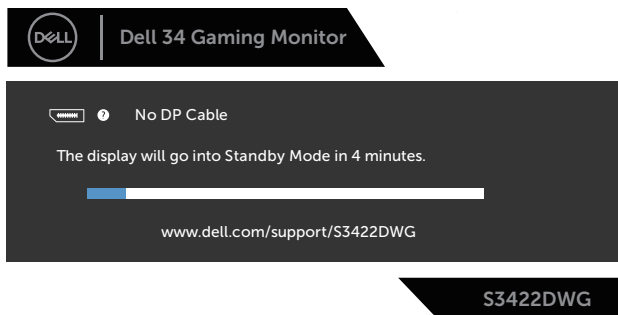 DELL
Dell 34 Gaming Monitor
? No DP Cable
The display will go into Standby Mode in 4 minutes.
www.dell.com/support/S3422DWG
S3422DWG